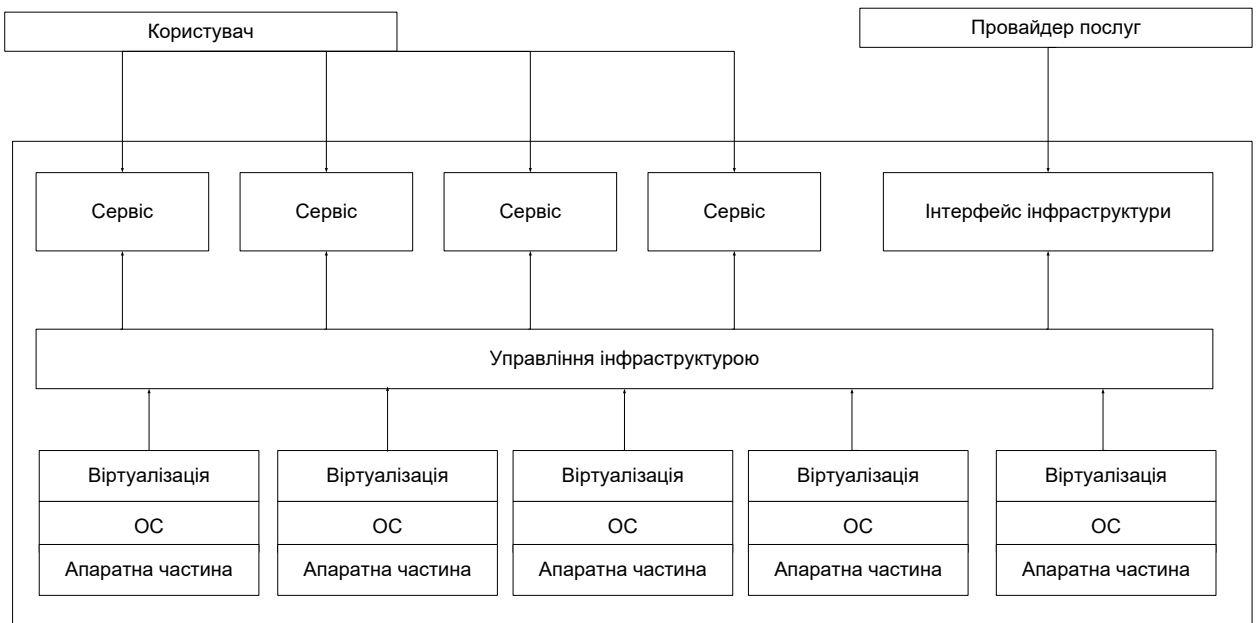 Користувач
Провайдер послуг
Сервіс
Сервіс
Сервіс
Сервіс
Інтерфейс інфраструктури
Управління інфраструктурою
Віртуалізація
Віртуалізація
Віртуалізація
Віртуалізація
Віртуалізація
ОС
ОС
ОС
ОС
ОС
Апаратна частина
Апаратна частина
Апаратна частина
Апаратна частина
Апаратна частина